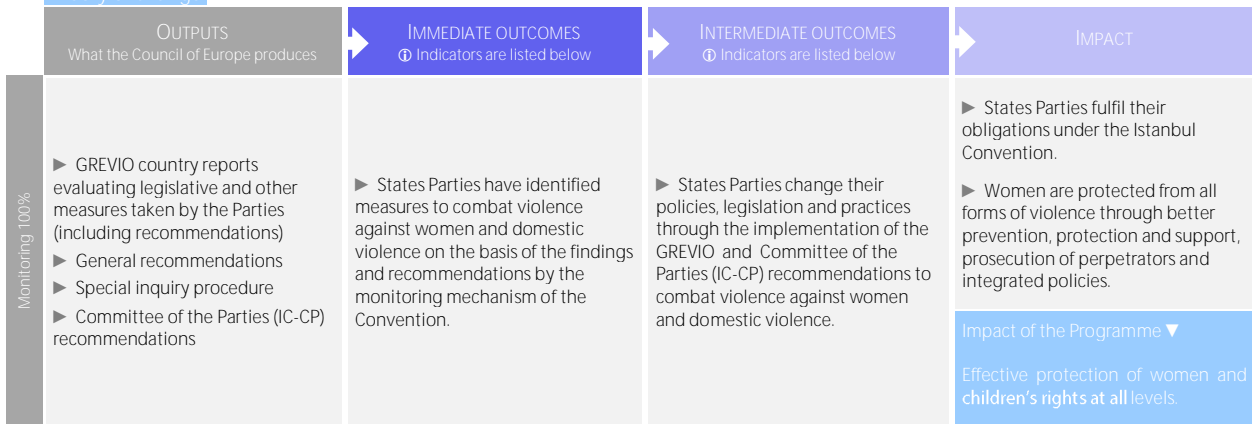 OUTPUTS
What the Council of Europe produces
IMMEDIATE OUTCOMES
🛈 Indicators are listed below
INTERMEDIATE OUTCOMES
🛈 Indicators are listed below
IMPACT
Monitoring 100%
► GREVIO country reports
evaluating legislative and other
measures taken by the Parties
(including recommendations)
► General recommendations
► Special inquiry procedure
► Committee of the Parties (IC-CP)
recommendations
► States Parties have identified
measures to combat violence
against women and domestic
violence on the basis of the findings
and recommendations by the
monitoring mechanism of the
Convention.
► States Parties change their
policies, legislation and practices
through the implementation of the
GREVIO and Committee of the
Parties (IC-CP) recommendations to
combat violence against women
and domestic violence.
► States Parties fulfil their
obligations under the Istanbul
Convention.
► Women are protected from all
forms of violence through better
prevention, protection and support,
prosecution of perpetrators and
integrated policies.
Impact of the Programme ▼
Effective protection of women and
children's rights at all levels.